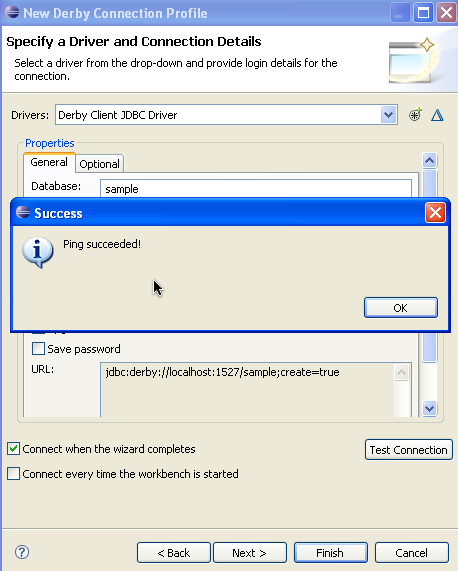 New Derby Connection Profile
Specify a Driver and Connection Details
Select a driver from the drop-down and provide login details for the
connection.
Drivers: Derby Client JDBC Driver
Properties
General Optional
Database: sample
Success
Ping succeeded!
OK
Save password
URL: jdbc:derby://localhost:1527/sample;create=true
Connect when the wizard completes
Test Connection
Connect every time the workbench is started
? < Back Next > Finish Cancel